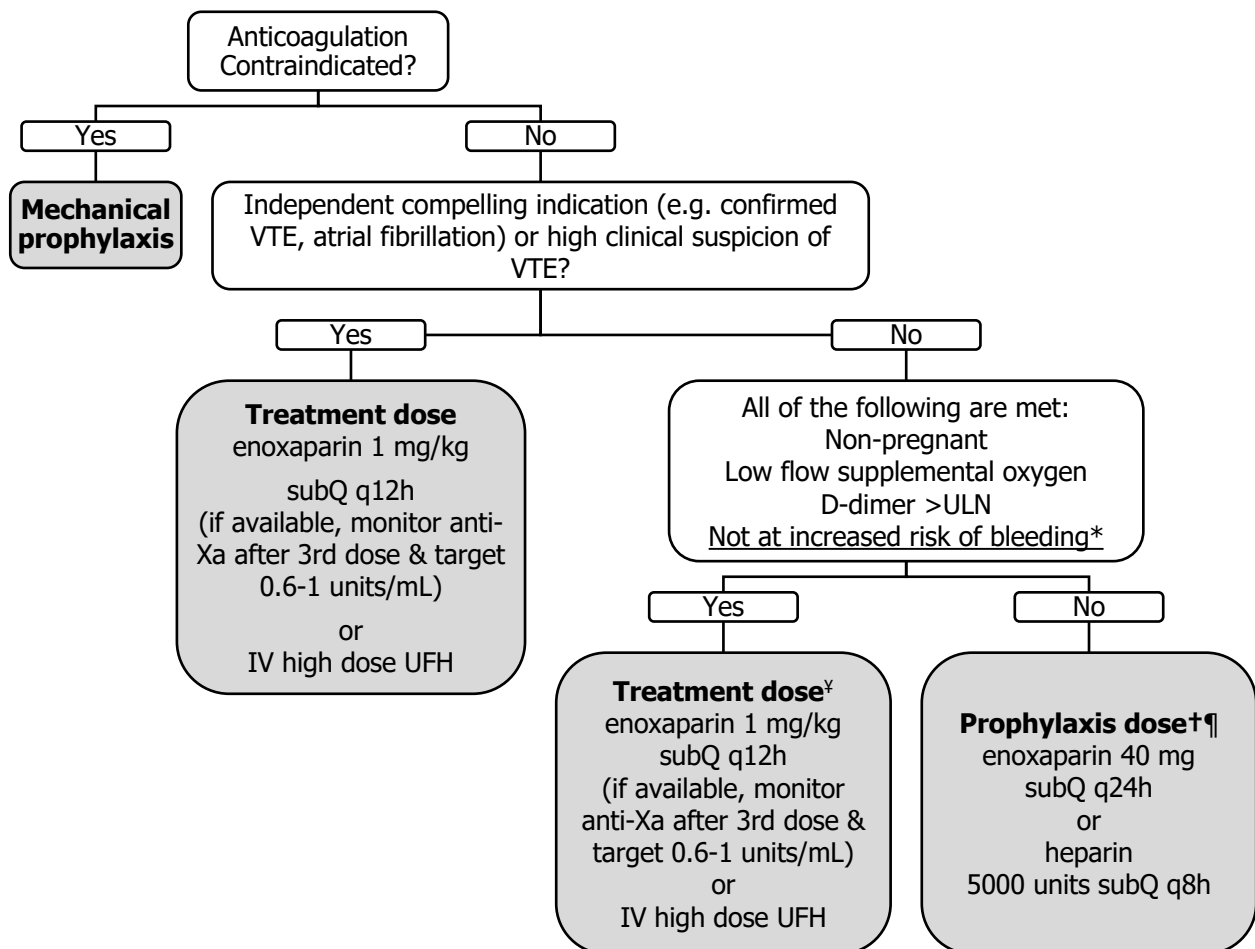 Anticoagulation
Contraindicated?
Yes
No
Mechanical
prophylaxis
Independent compelling indication (e.g. confirmed
VTE, atrial fibrillation) or high clinical suspicion of
VTE?
Yes
No
Treatment dose
enoxaparin 1 mg/kg
subQ q12h
(if available, monitor anti-
Xa after 3rd dose & target
0.6-1 units/mL)
or
IV high dose UFH
All of the following are met:
Non-pregnant
Low flow supplemental oxygen
D-dimer >ULN
Not at increased risk of bleeding*
Yes
No
Treatment dose¥
enoxaparin 1 mg/kg
subQ q12h
(if available, monitor
anti-Xa after 3rd dose &
target 0.6-1 units/mL)
or
IV high dose UFH
Prophylaxis dose†¶
enoxaparin 40 mg
subQ q24h
or
heparin
5000 units subQ q8h